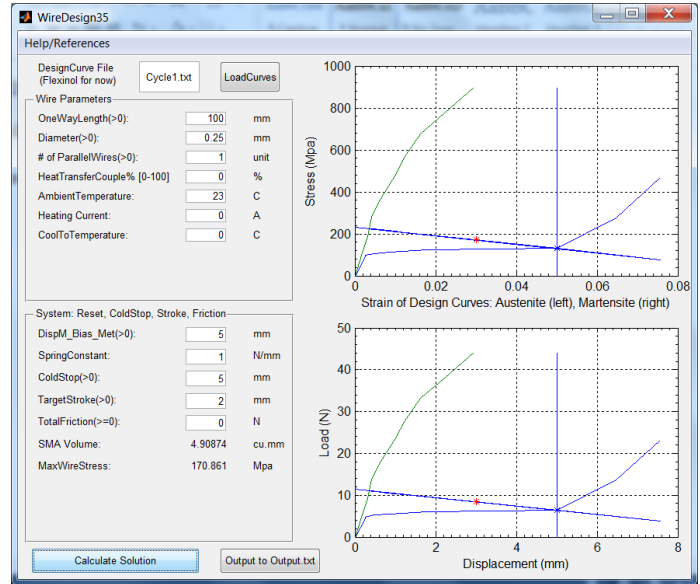 WireDesign35
Help/References
DesignCurve File
(Flexinol for now)
Cycle1.txt
LoadCurves
Wire Parameters
OneWayLength(>0): 100 mm
Diameter(>0): 0.25 mm
# of ParallelWires(>0): 1 unit
HeatTransferCouple% [0-100] 0 %
AmbientTemperature: 23 C
Heating Current: 0 A
CoolToTemperature: 0 C
System: Reset, ColdStop, Stroke, Friction
DispM_Bias_Met(>0): 5 mm
SpringConstant: 1 N/mm
ColdStop(>0): 5 mm
TargetStroke(>0): 2 mm
TotalFriction(>=0): 0 N
SMA Volume: 4.90874 cu.mm
MaxWireStress: 170.861 Mpa
Calculate Solution
Output to Output.txt
1000
800
600
400
200
0
Stress (Mpa)
0 0.02 0.04 0.06 0.08
Strain of Design Curves: Austenite (left), Martensite (right)
50
40
30
20
10
0
Load (N)
0 2 4 6 8
Displacement (mm)